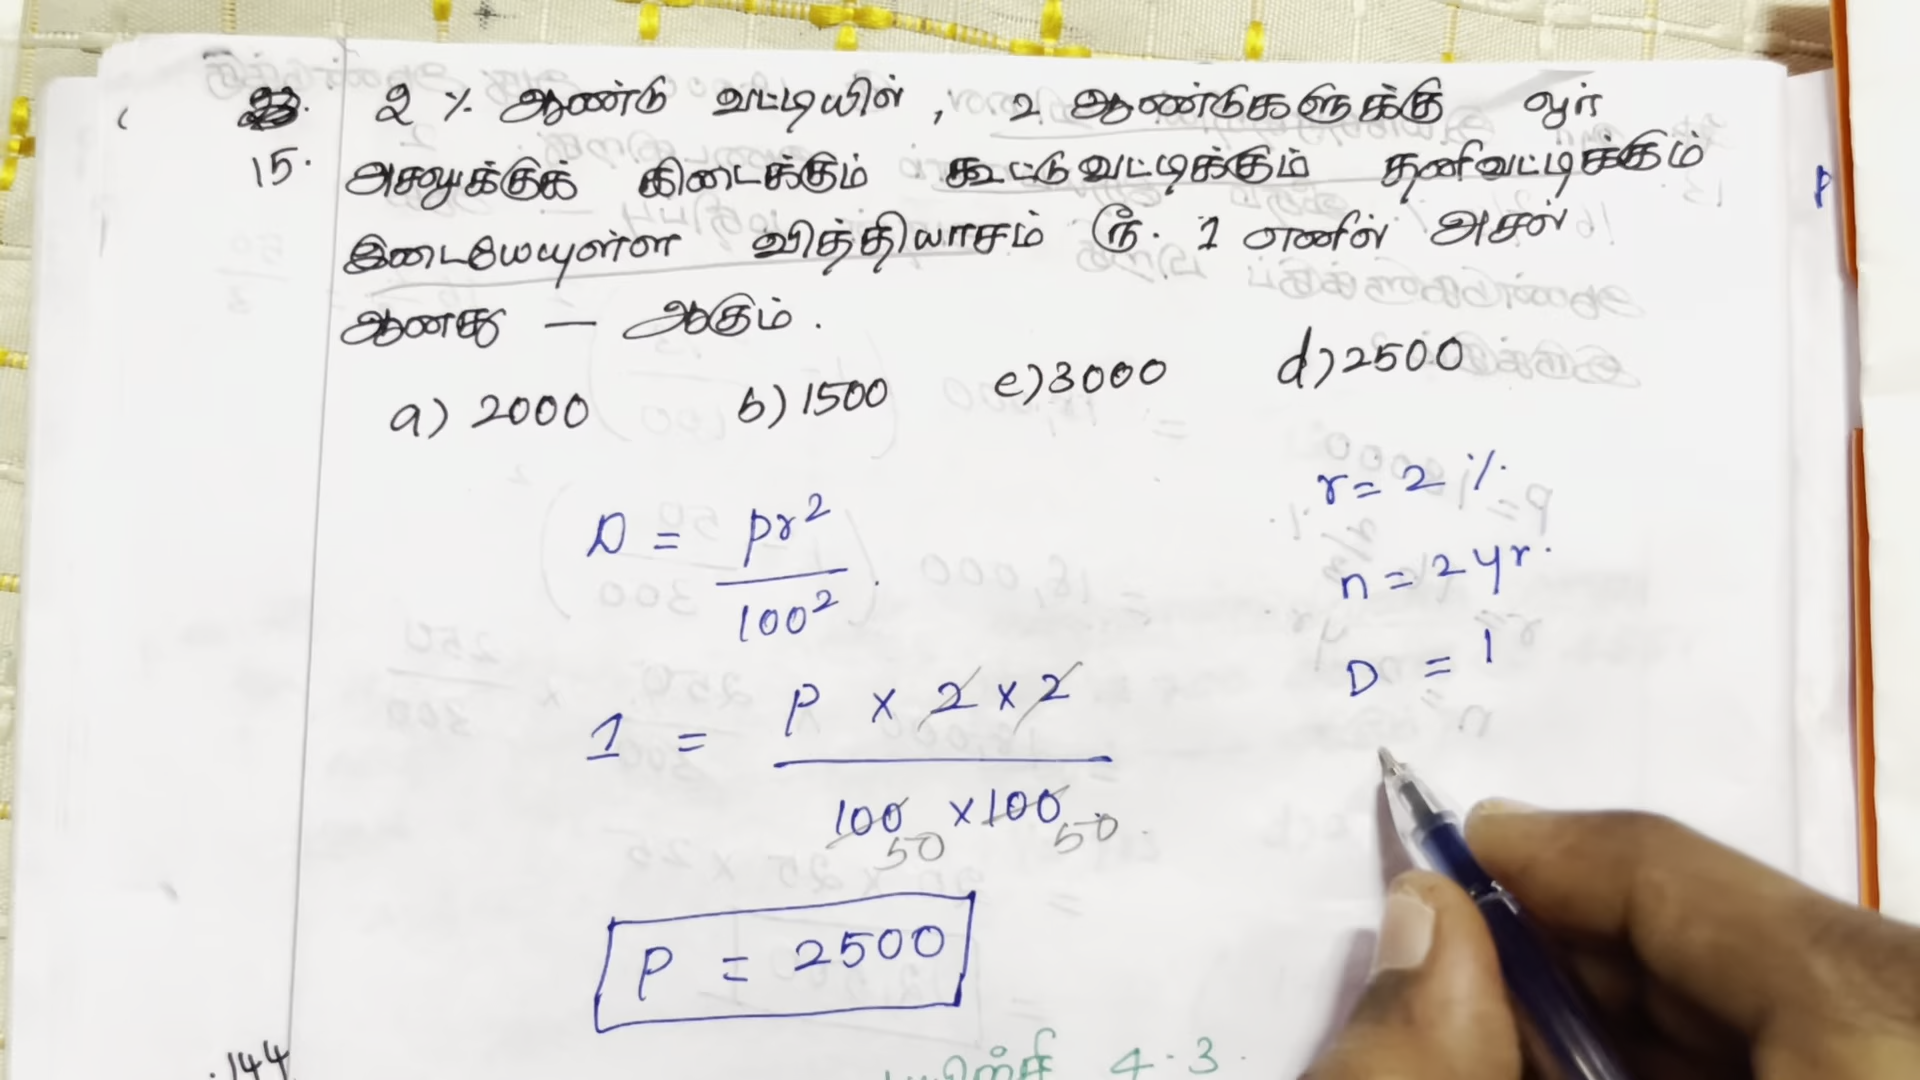 15. 2 % ஆண்டு வட்டியில் , 2 ஆண்டுகளுக்கு ஓர்
அசலுக்குக் கிடைக்கும் கூட்டுவட்டிக்கும் தனிவட்டிக்கும்
இடையேயுள்ள வித்தியாசம் ரூ. 1 எனில் அசல்
ஆனது — ஆகும் .
a) 2000 b) 1500 c) 3000 d) 2500
D = pr² / 100²
r = 2 %
n = 2 yr.
D = 1
1 = P × 2 × 2 / 100 × 100
50 50
P = 2500
.144
4.3.